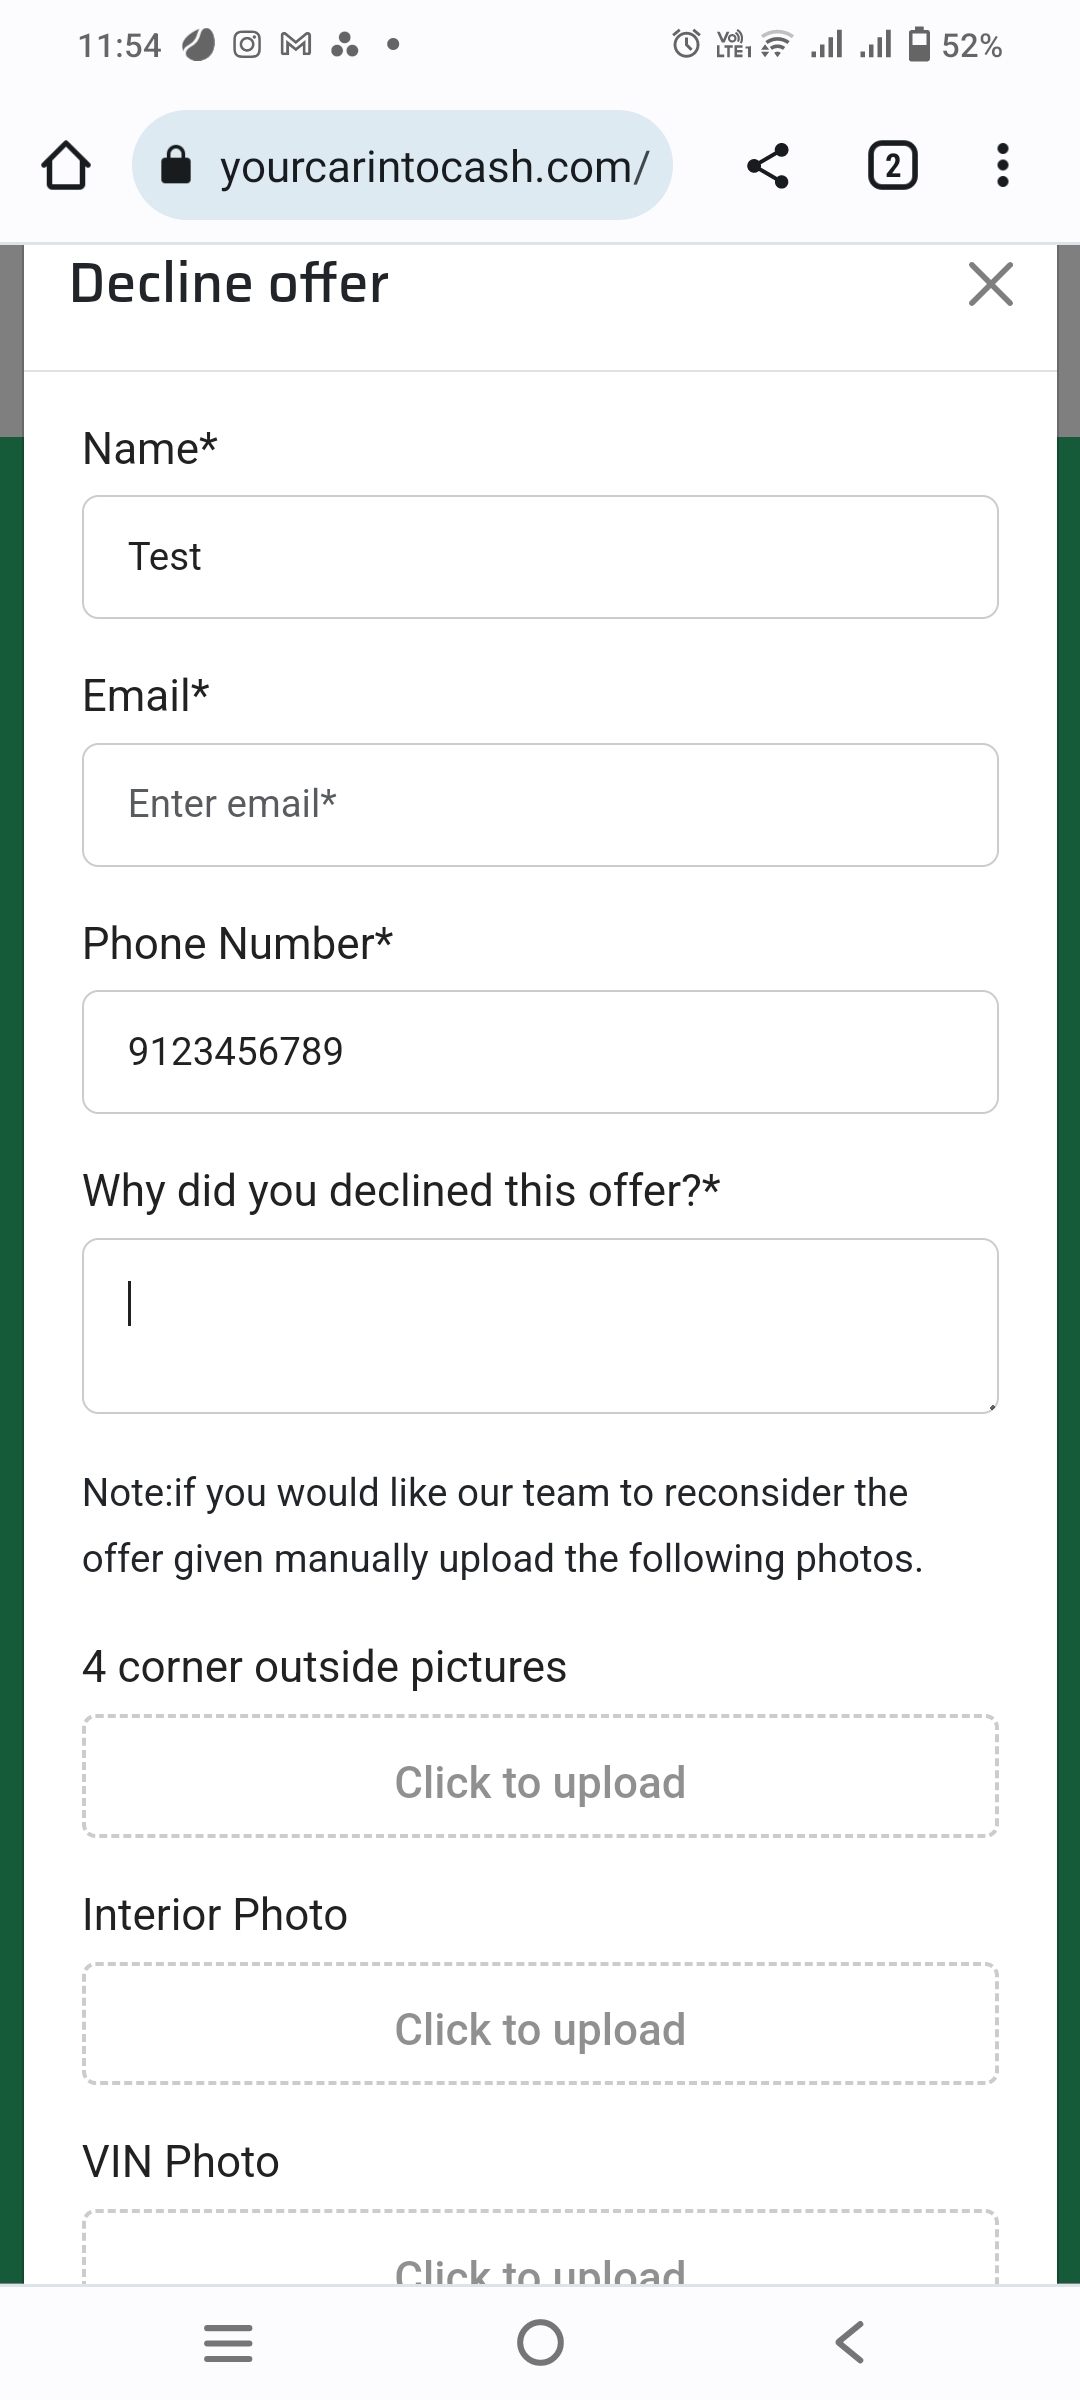 11:54
Vo)) LTE1
52%
yourcarintocash.com/
2
Decline offer
Name*
Test
Email*
Enter email*
Phone Number*
9123456789
Why did you declined this offer?*
Note:if you would like our team to reconsider the
offer given manually upload the following photos.
4 corner outside pictures
Click to upload
Interior Photo
Click to upload
VIN Photo
Click to upload